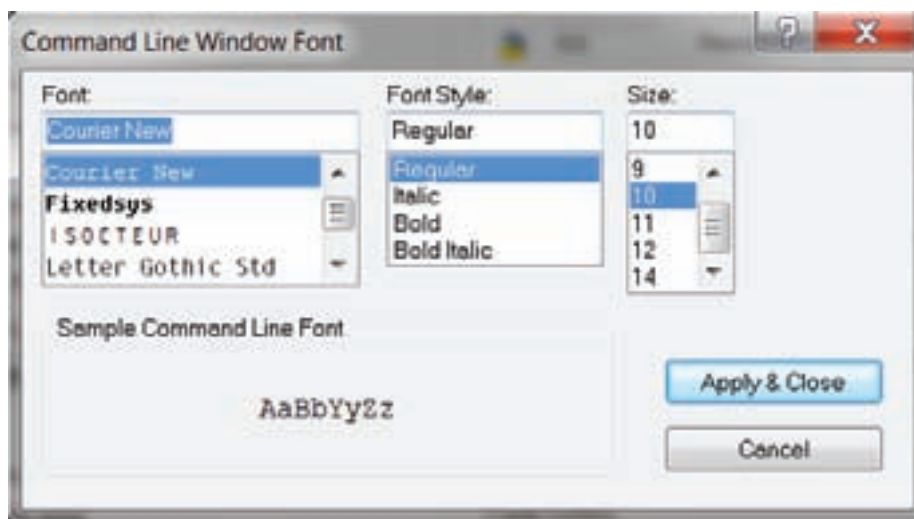 Command Line Window Font
?
X
Font:
Font Style:
Size:
Courier New
Regular
10
Courier New
Fixedsys
ISOCTEUR
Letter Gothic Std
Regular
Italic
Bold
Bold Italic
9
10
11
12
14
Sample Command Line Font
AaBbYyZz
Apply & Close
Cancel